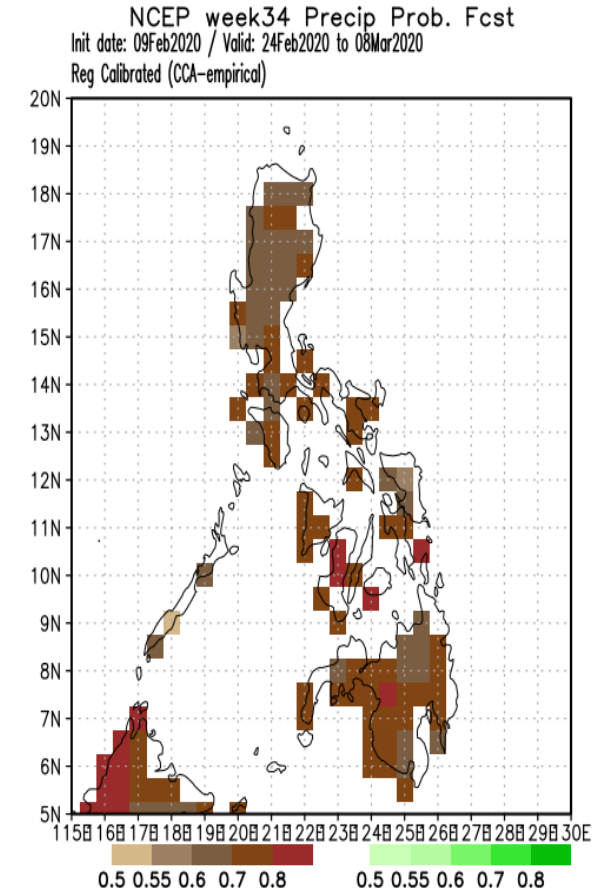 NCEP week34 Precip Prob. Fcst
Init date: 09Feb2020 / Valid: 24Feb2020 to 08Mar2020
Reg Calibrated (CCA-empirical)
20N
19N
18N
17N
16N
15N
14N
13N
12N
11N
10N
9N
8N
7N
6N
5N
115E 116E 117E 118E 119E 120E 121E 122E 123E 124E 125E 126E 127E 128E 129E 130E
0.5 0.55 0.6 0.7 0.8 0.5 0.55 0.6 0.7 0.8